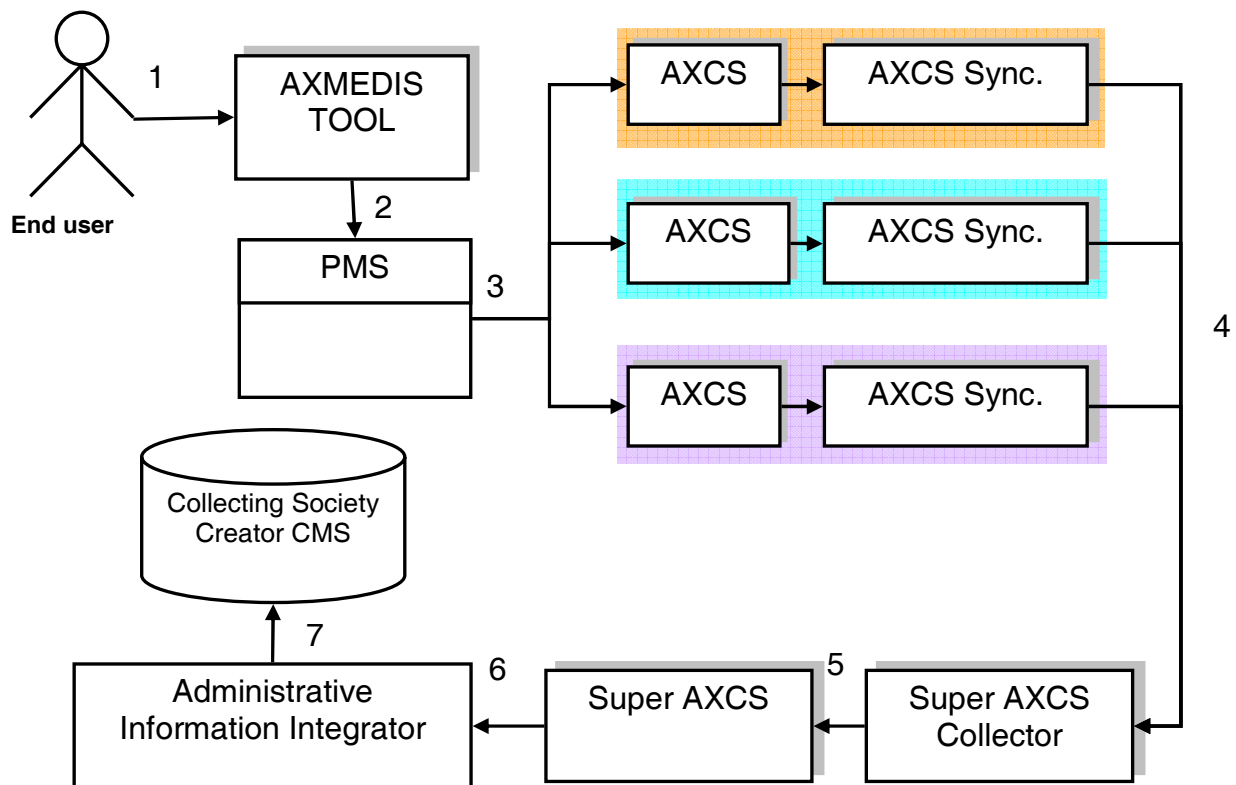 1
AXMEDIS
TOOL
End user
2
PMS
3
AXCS
AXCS Sync.
AXCS
AXCS Sync.
AXCS
AXCS Sync.
4
Collecting Society
Creator CMS
7
Administrative
Information Integrator
6
Super AXCS
5
Super AXCS
Collector